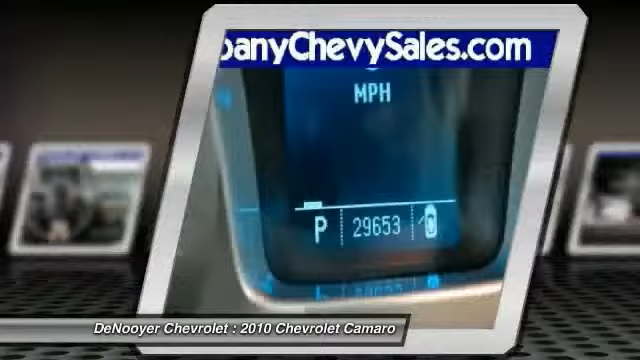 banyChevySales.com
MPH
P 29653
DeNooyer Chevrolet : 2010 Chevrolet Camaro